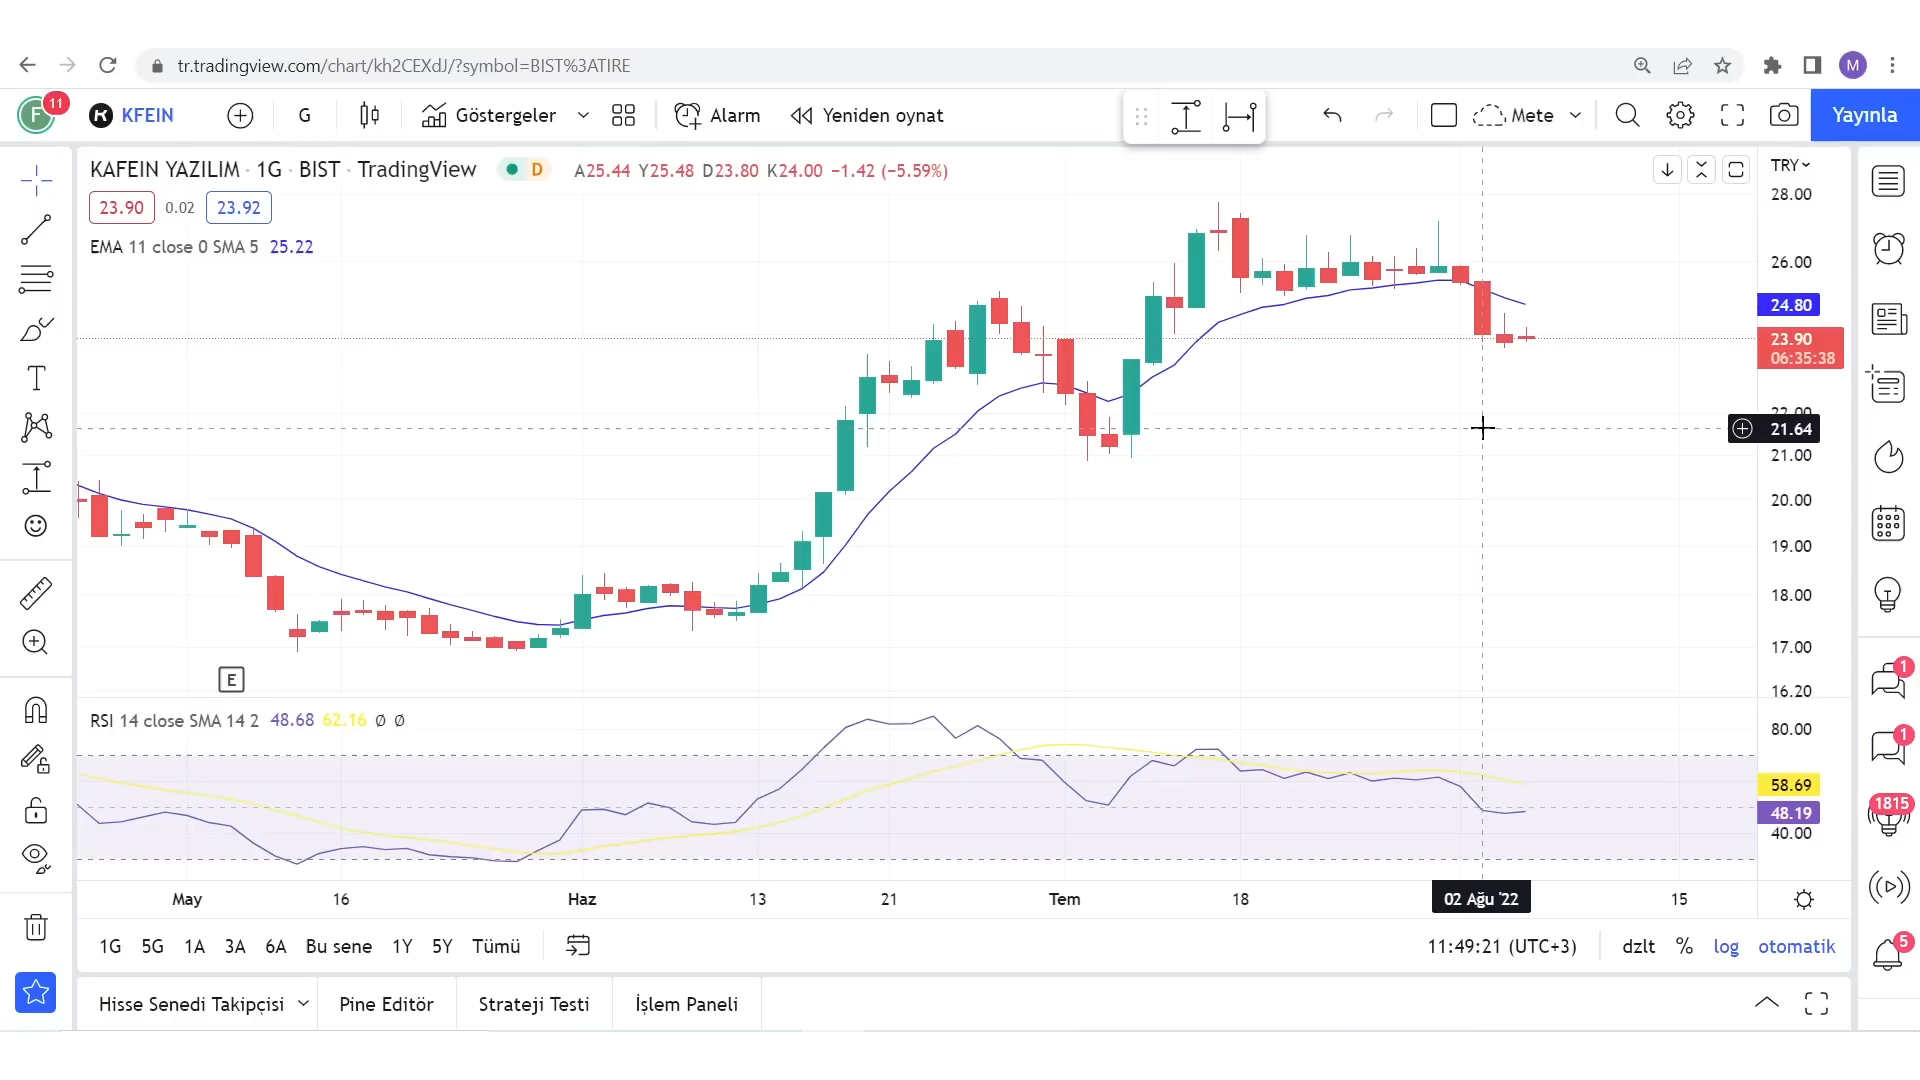 tr.tradingview.com/chart/kh2CEXdJ/?symbol=BIST%3ATIRE
M
F 11 K KFEIN G Göstergeler Alarm Yeniden oynat Mete Yayınla
KAFEIN YAZILIM · 1G · BIST · TradingView D A25.44 Y25.48 D23.80 K24.00 −1.42 (−5.59%)
TRY
23.90 0.02 23.92
EMA 11 close 0 SMA 5 25.22
28.00
26.00
24.80
23.90
06:35:38
22.00
21.64
21.00
20.00
19.00
18.00
17.00
16.20
E
RSI 14 close SMA 14 2 48.68 62.16 Ø Ø
80.00
58.69
48.19
40.00
May 16 Haz 13 21 Tem 18 02 Ağu '22 15
1G 5G 1A 3A 6A Bu sene 1Y 5Y Tümü 11:49:21 (UTC+3) dzlt % log otomatik
Hisse Senedi Takipçisi Pine Editör Strateji Testi İşlem Paneli
1
1
1815
5